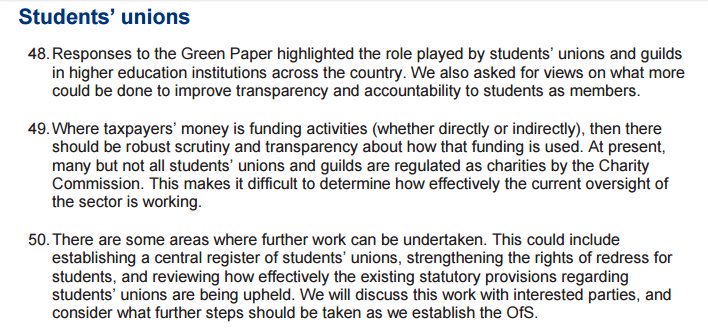 Students’ unions
48. Responses to the Green Paper highlighted the role played by students’ unions and guilds
in higher education institutions across the country. We also asked for views on what more
could be done to improve transparency and accountability to students as members.
49. Where taxpayers’ money is funding activities (whether directly or indirectly), then there
should be robust scrutiny and transparency about how that funding is used. At present,
many but not all students’ unions and guilds are regulated as charities by the Charity
Commission. This makes it difficult to determine how effectively the current oversight of
the sector is working.
50. There are some areas where further work can be undertaken. This could include
establishing a central register of students’ unions, strengthening the rights of redress for
students, and reviewing how effectively the existing statutory provisions regarding
students’ unions are being upheld. We will discuss this work with interested parties, and
consider what further steps should be taken as we establish the OfS.